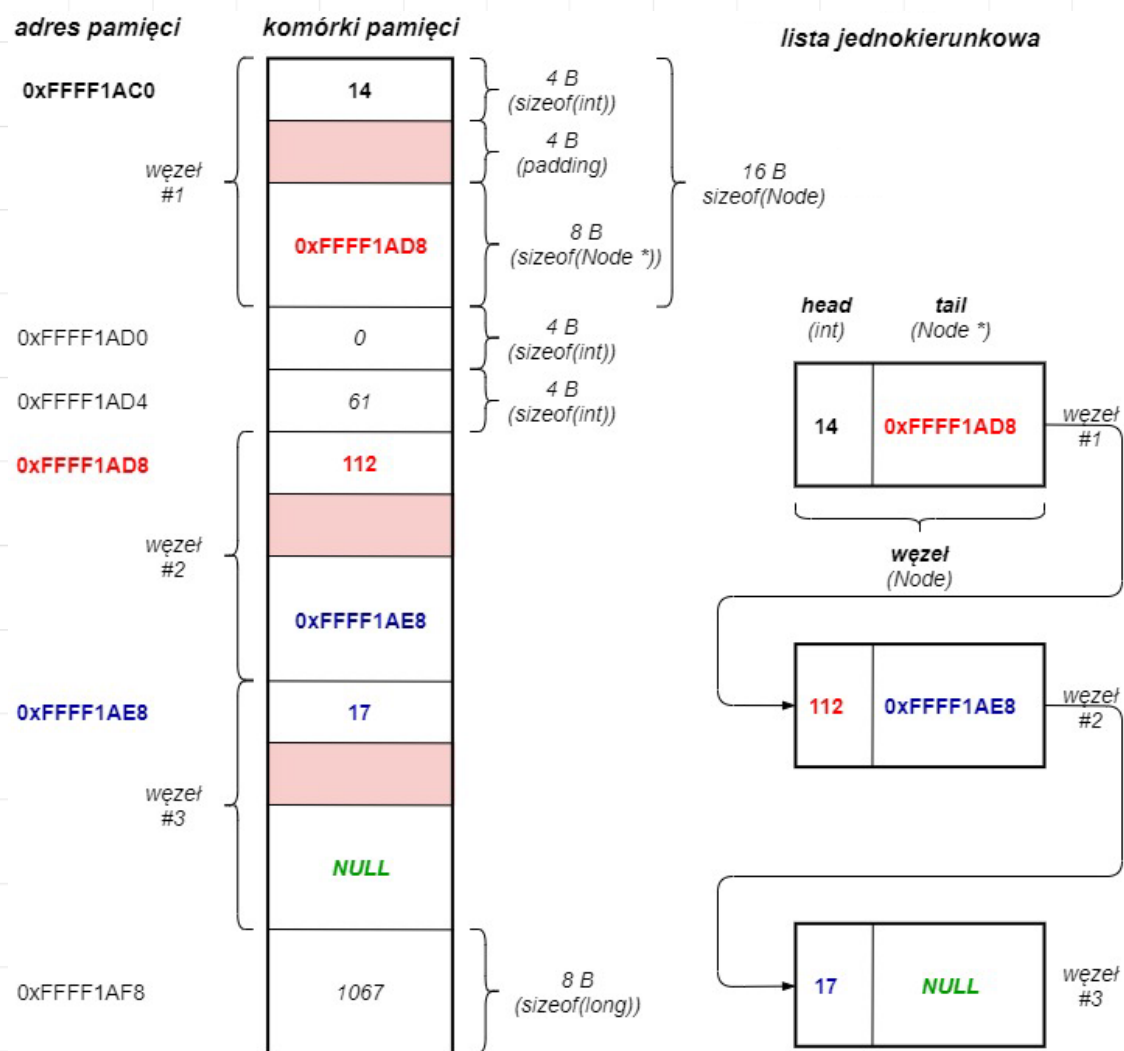 adres pamięci
komórki pamięci
lista jednokierunkowa
0xFFFF1AC0
14
4 B
(sizeof(int))
4 B
(padding)
węzeł
#1
16 B
sizeof(Node)
0xFFFF1AD8
8 B
(sizeof(Node *))
0xFFFF1AD0
0
4 B
(sizeof(int))
0xFFFF1AD4
61
4 B
(sizeof(int))
0xFFFF1AD8
112
węzeł
#2
0xFFFF1AE8
0xFFFF1AE8
17
węzeł
#3
NULL
0xFFFF1AF8
1067
8 B
(sizeof(long))
head
(int)
tail
(Node *)
14
0xFFFF1AD8
węzeł
#1
węzeł
(Node)
112
0xFFFF1AE8
węzeł
#2
17
NULL
węzeł
#3